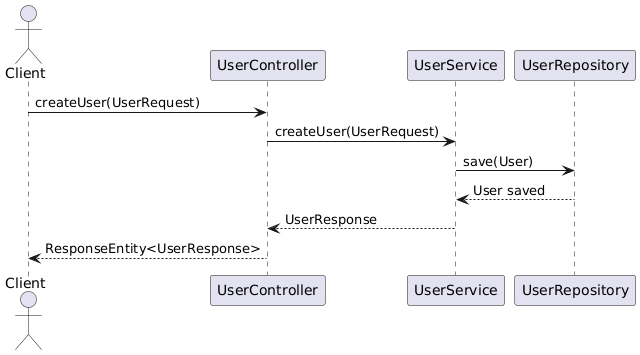 Client
UserController
UserService
UserRepository
createUser(UserRequest)
createUser(UserRequest)
save(User)
User saved
UserResponse
ResponseEntity<UserResponse>
Client
UserController
UserService
UserRepository